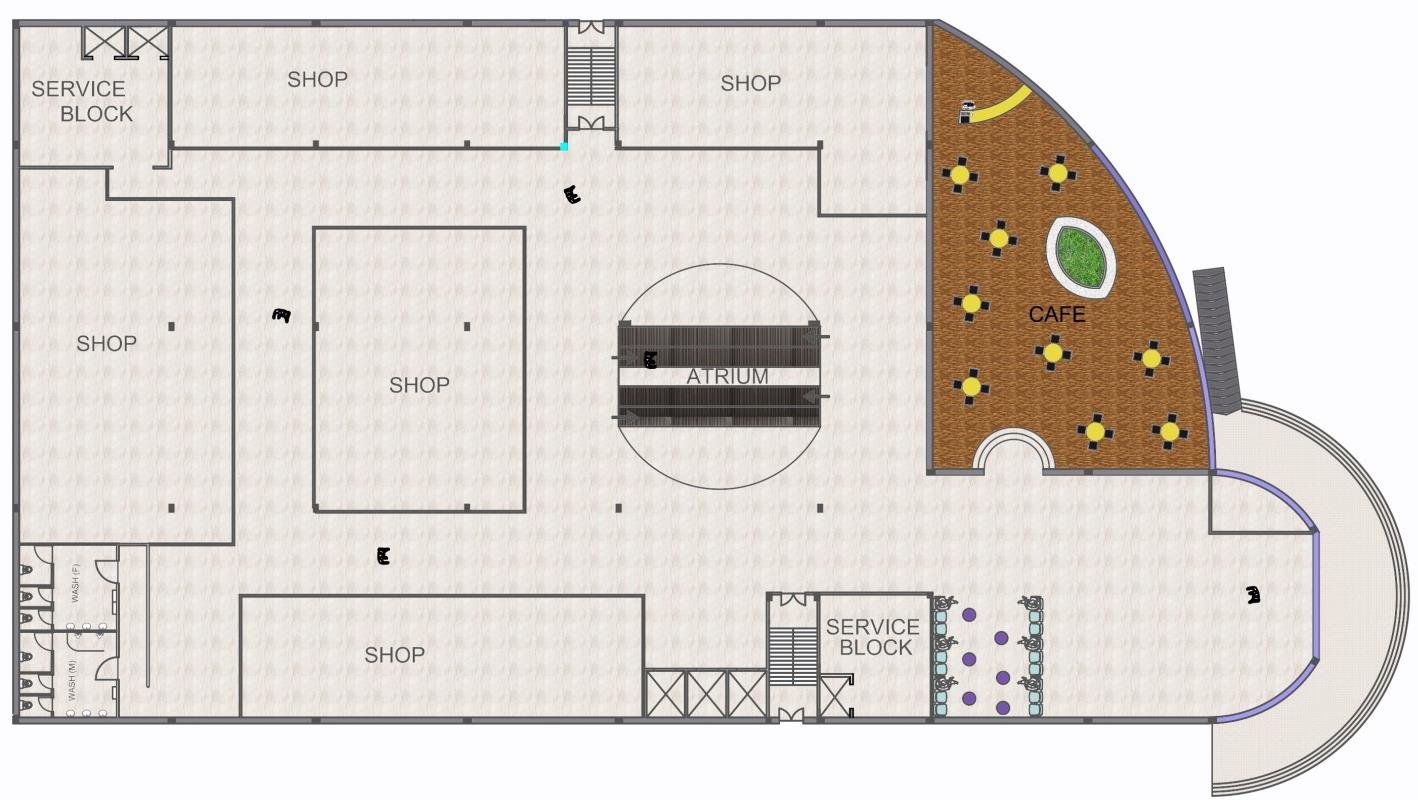 SHOP
SHOP
SERVICE
BLOCK
CAFE
SHOP
ATRIUM
SHOP
WASH (F)
SERVICE
BLOCK
SHOP
WASH (M)